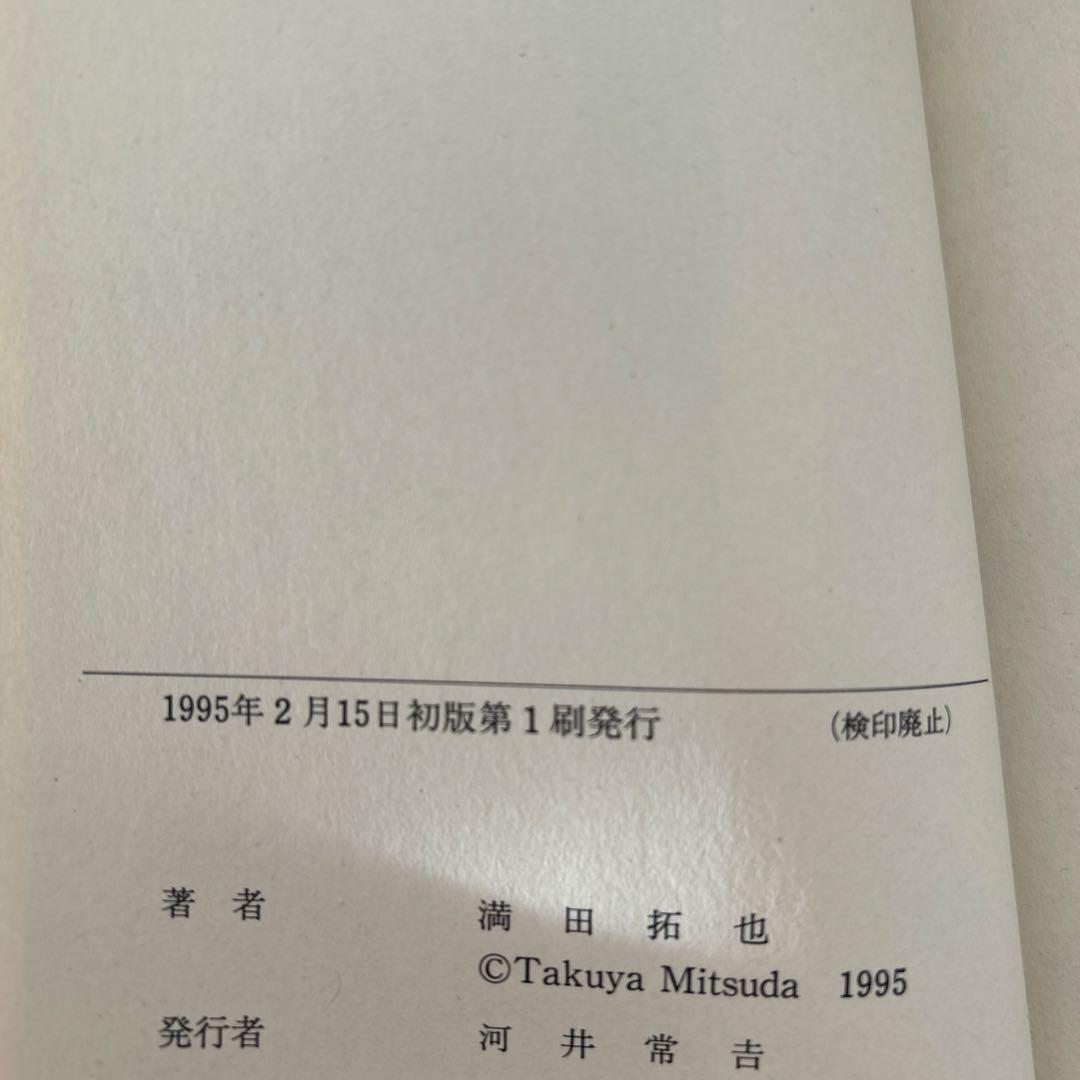 1995年2月15日初版第1刷発行 (検印廃止)
著者 満田拓也
©Takuya Mitsuda 1995
発行者 河井常吉